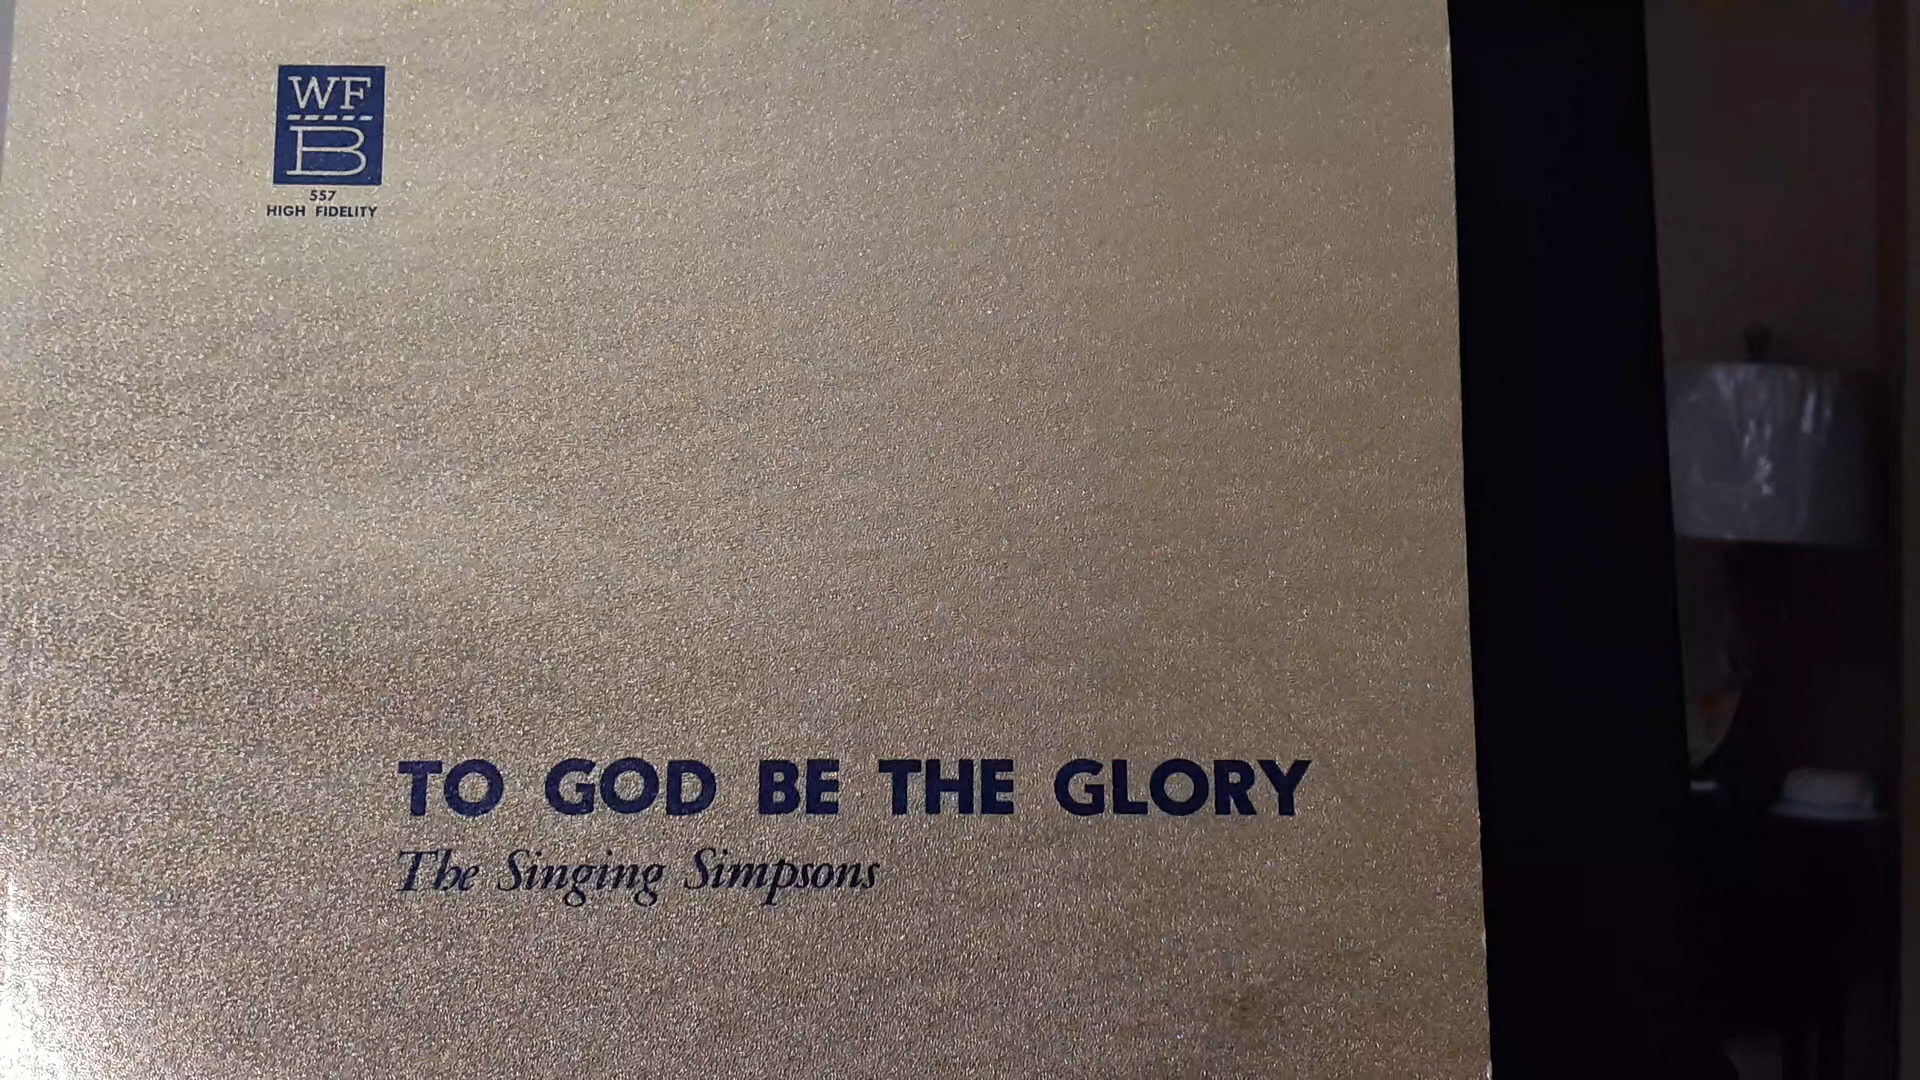 WF
B
557
HIGH FIDELITY
TO GOD BE THE GLORY
The Singing Simpsons